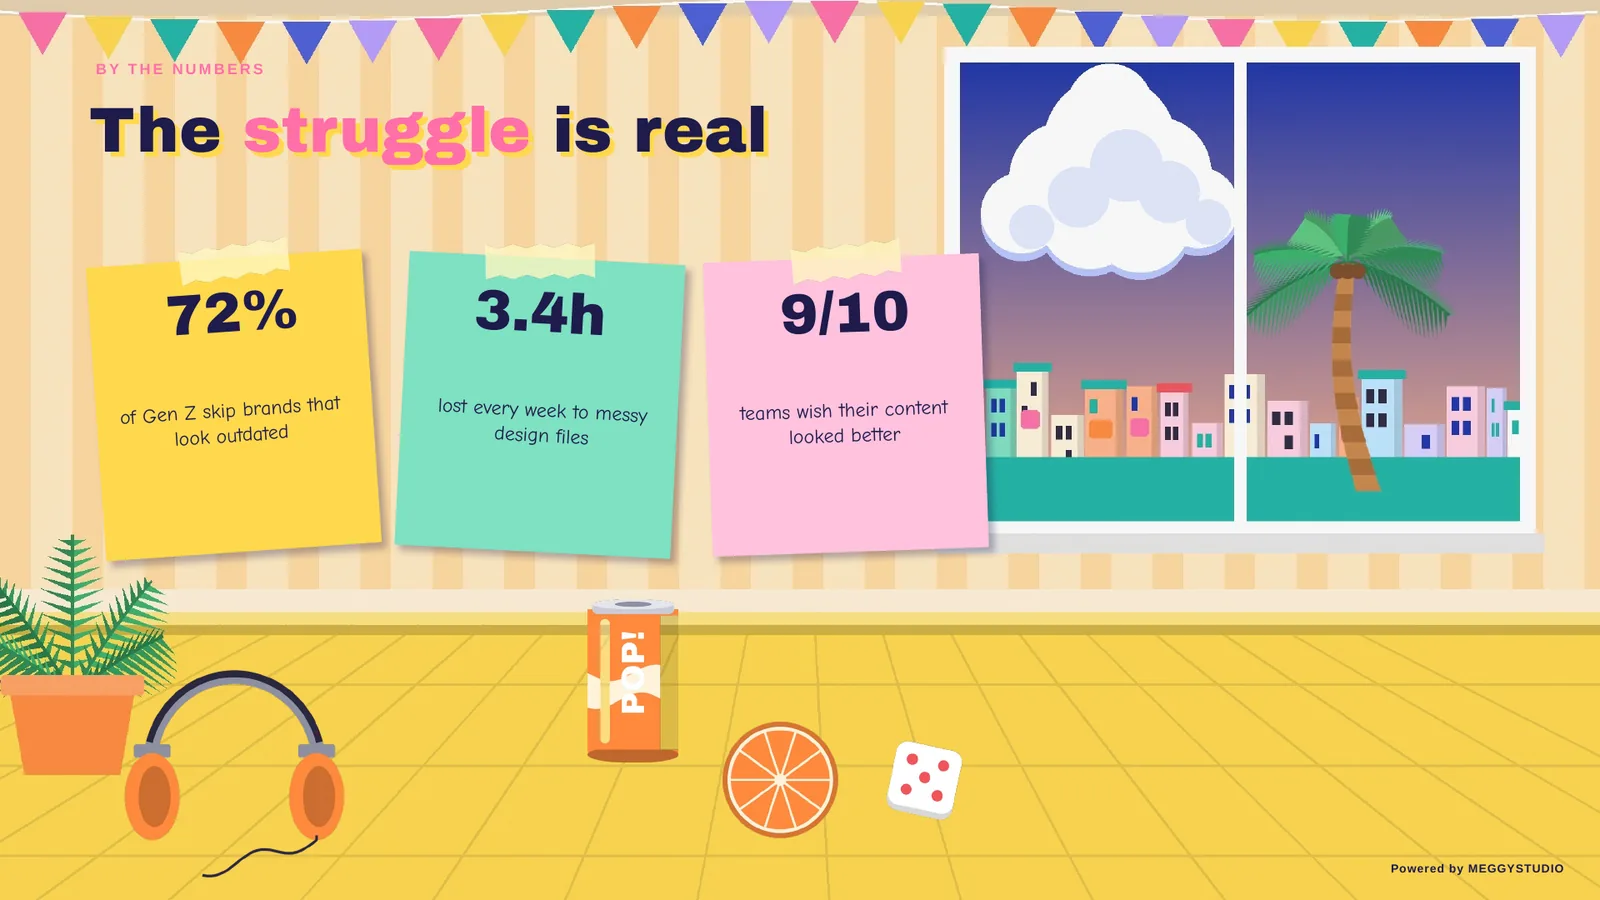 BY THE NUMBERS
The struggle is real
72%
of Gen Z skip brands that
look outdated
3.4h
lost every week to messy
design files
9/10
teams wish their content
looked better
POP!
Powered by MEGGYSTUDIO